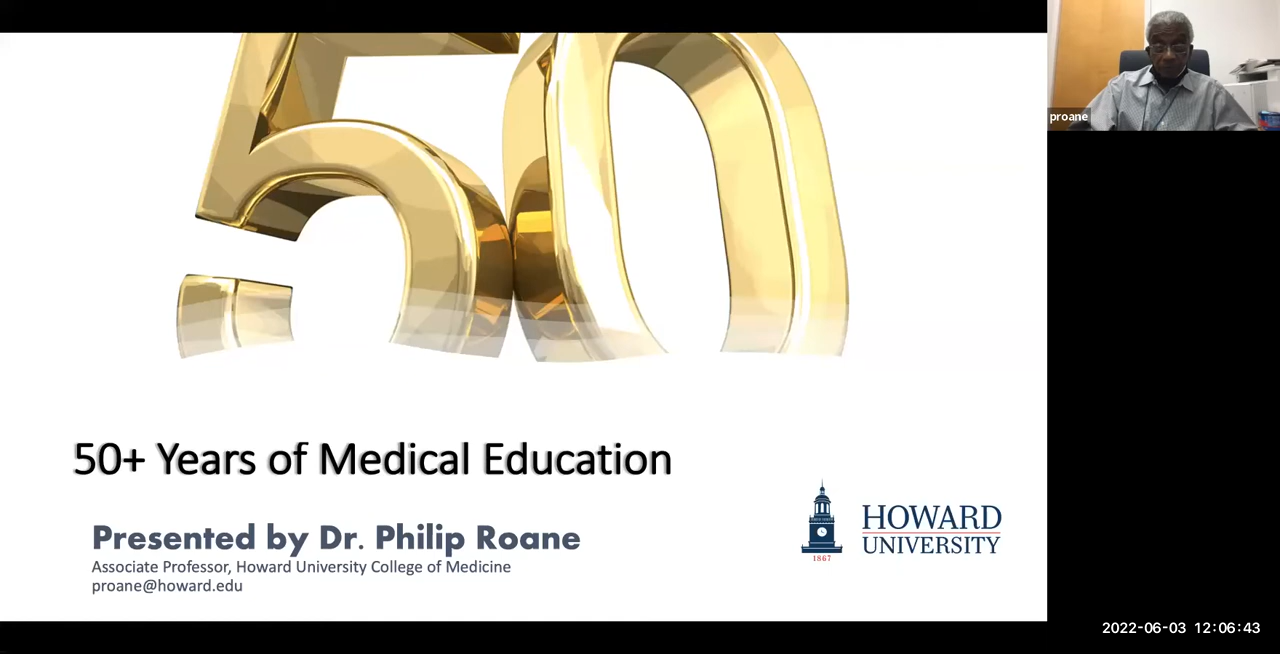 50
proane
50+ Years of Medical Education
Presented by Dr. Philip Roane
Associate Professor, Howard University College of Medicine
proane@howard.edu
HOWARD
UNIVERSITY
1867
2022-06-03 12:06:43